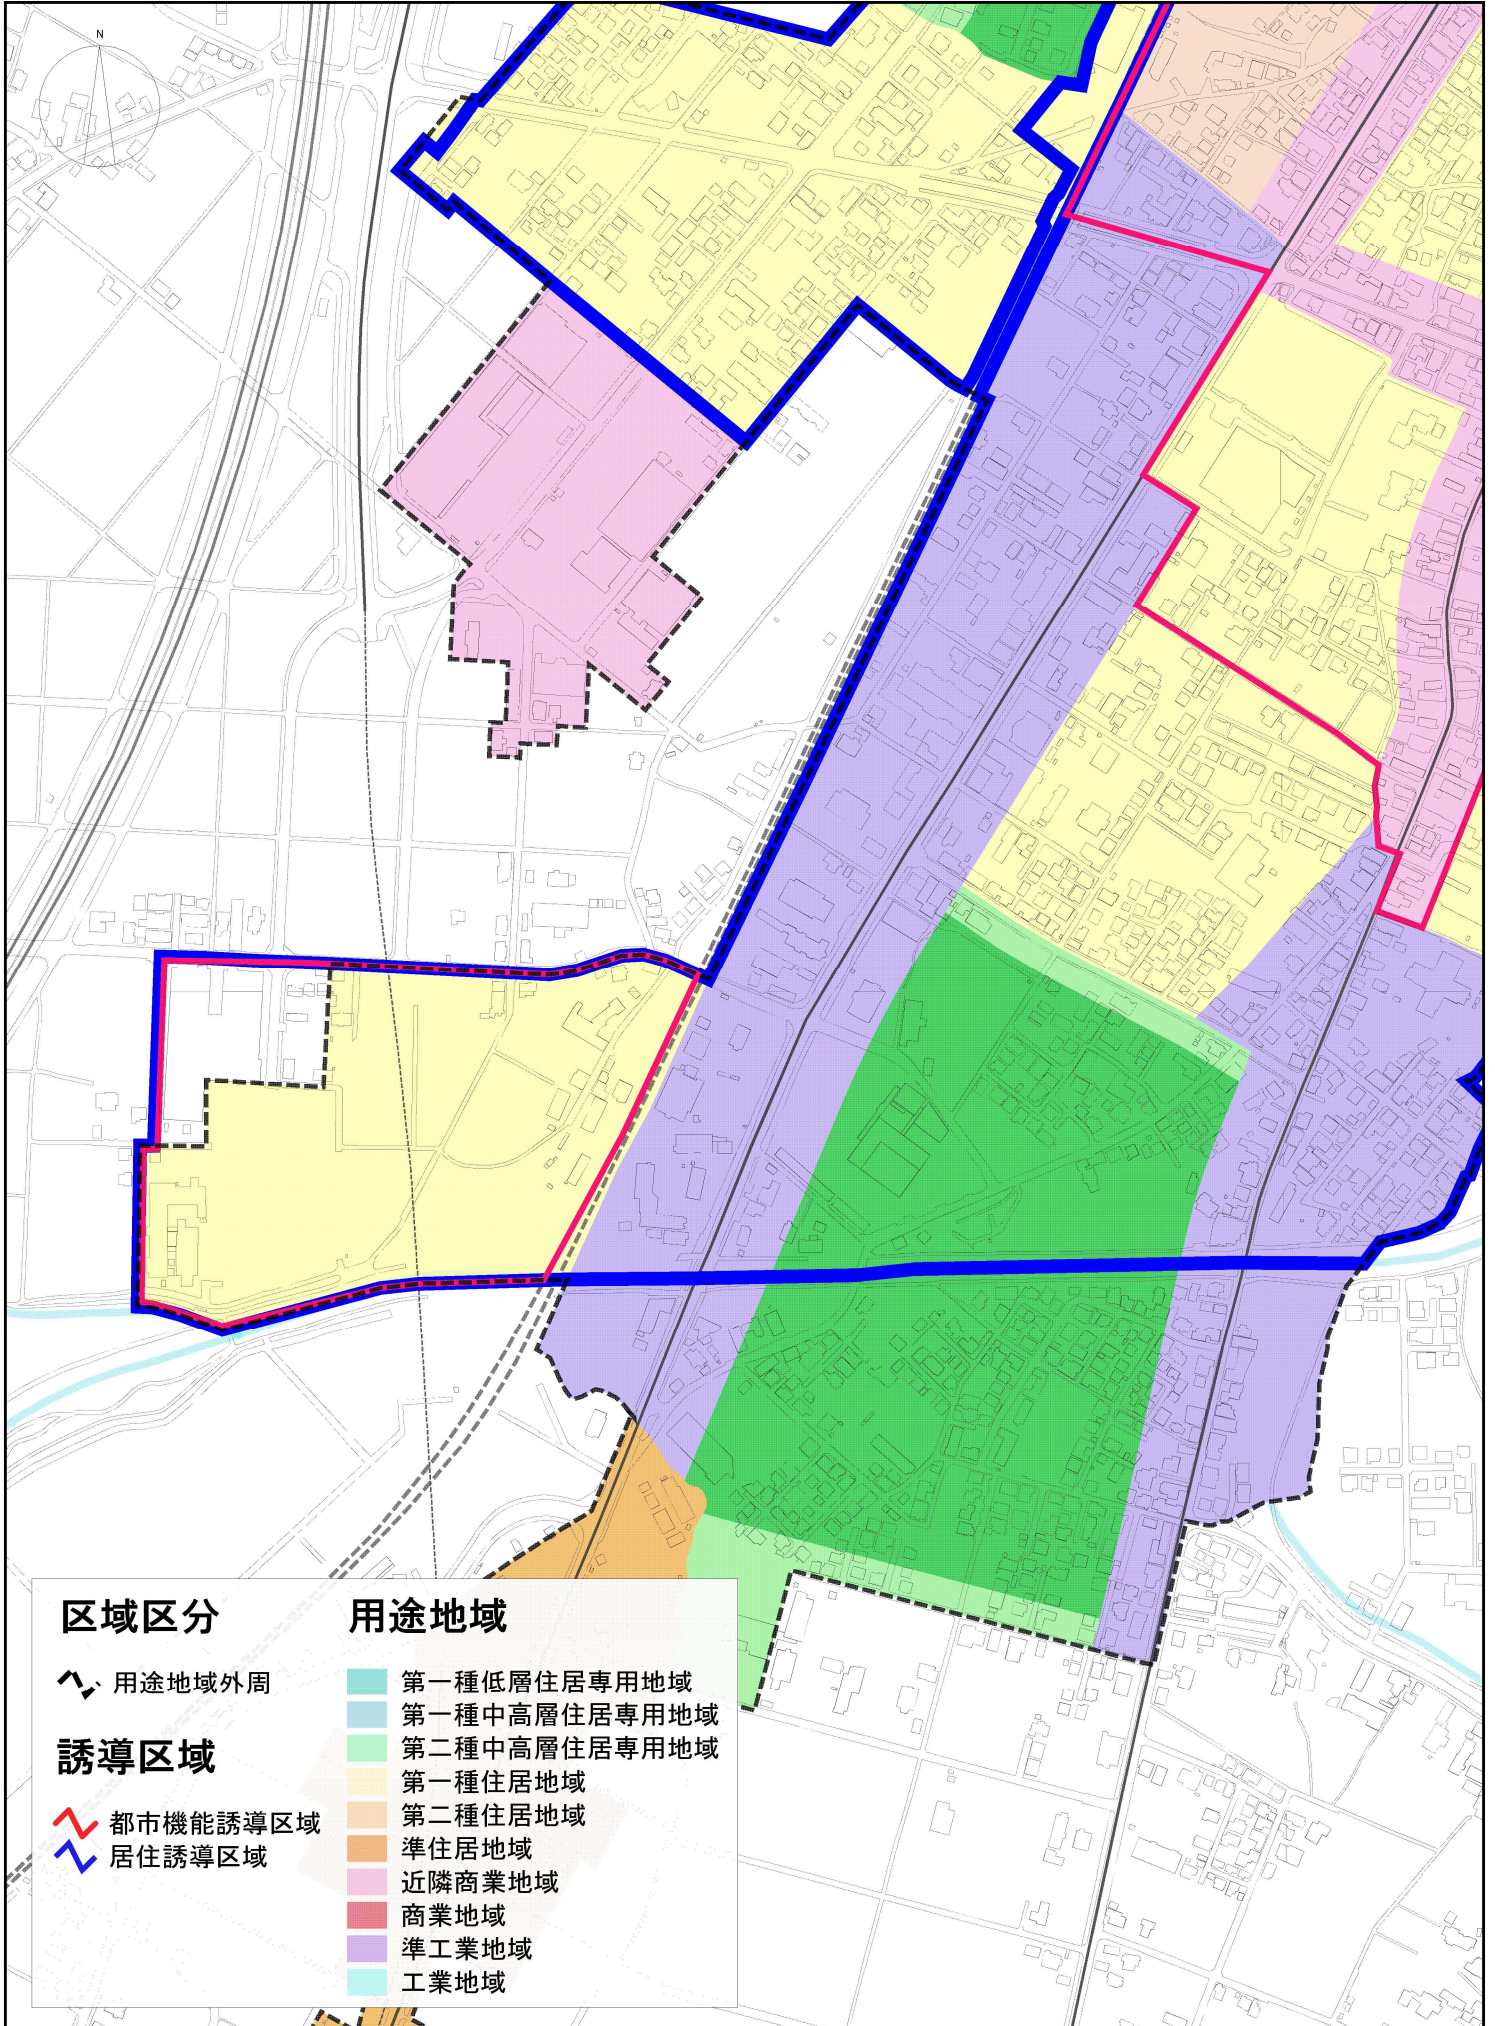 N
区域区分
用途地域外周
誘導区域
都市機能誘導区域
居住誘導区域
用途地域
第一種低層住居専用地域
第一種中高層住居専用地域
第二種中高層住居専用地域
第一種住居地域
第二種住居地域
準住居地域
近隣商業地域
商業地域
準工業地域
工業地域